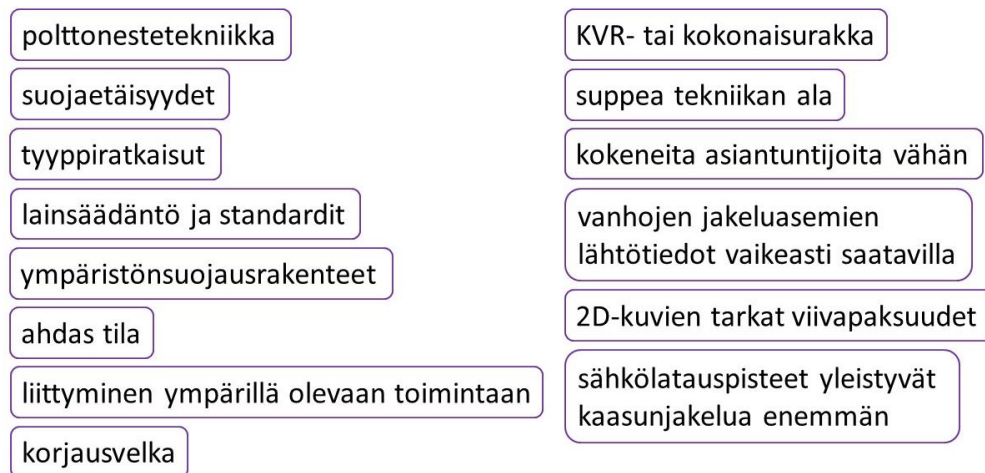 polttonestetekniikka
suojaetäisyydet
tyyppiratkaisut
lainsäädäntö ja standardit
ympäristönsuojausrakenteet
ahdas tila
liittyminen ympärillä olevaan toimintaan
korjausvelka
KVR- tai kokonaisurakka
suppea tekniikan ala
kokeneita asiantuntijoita vähän
vanhojen jakeluasemien
lähtötiedot vaikeasti saatavilla
2D-kuvien tarkat viivapaksuudet
sähkölatauspisteet yleistyvät
kaasunjakelua enemmän